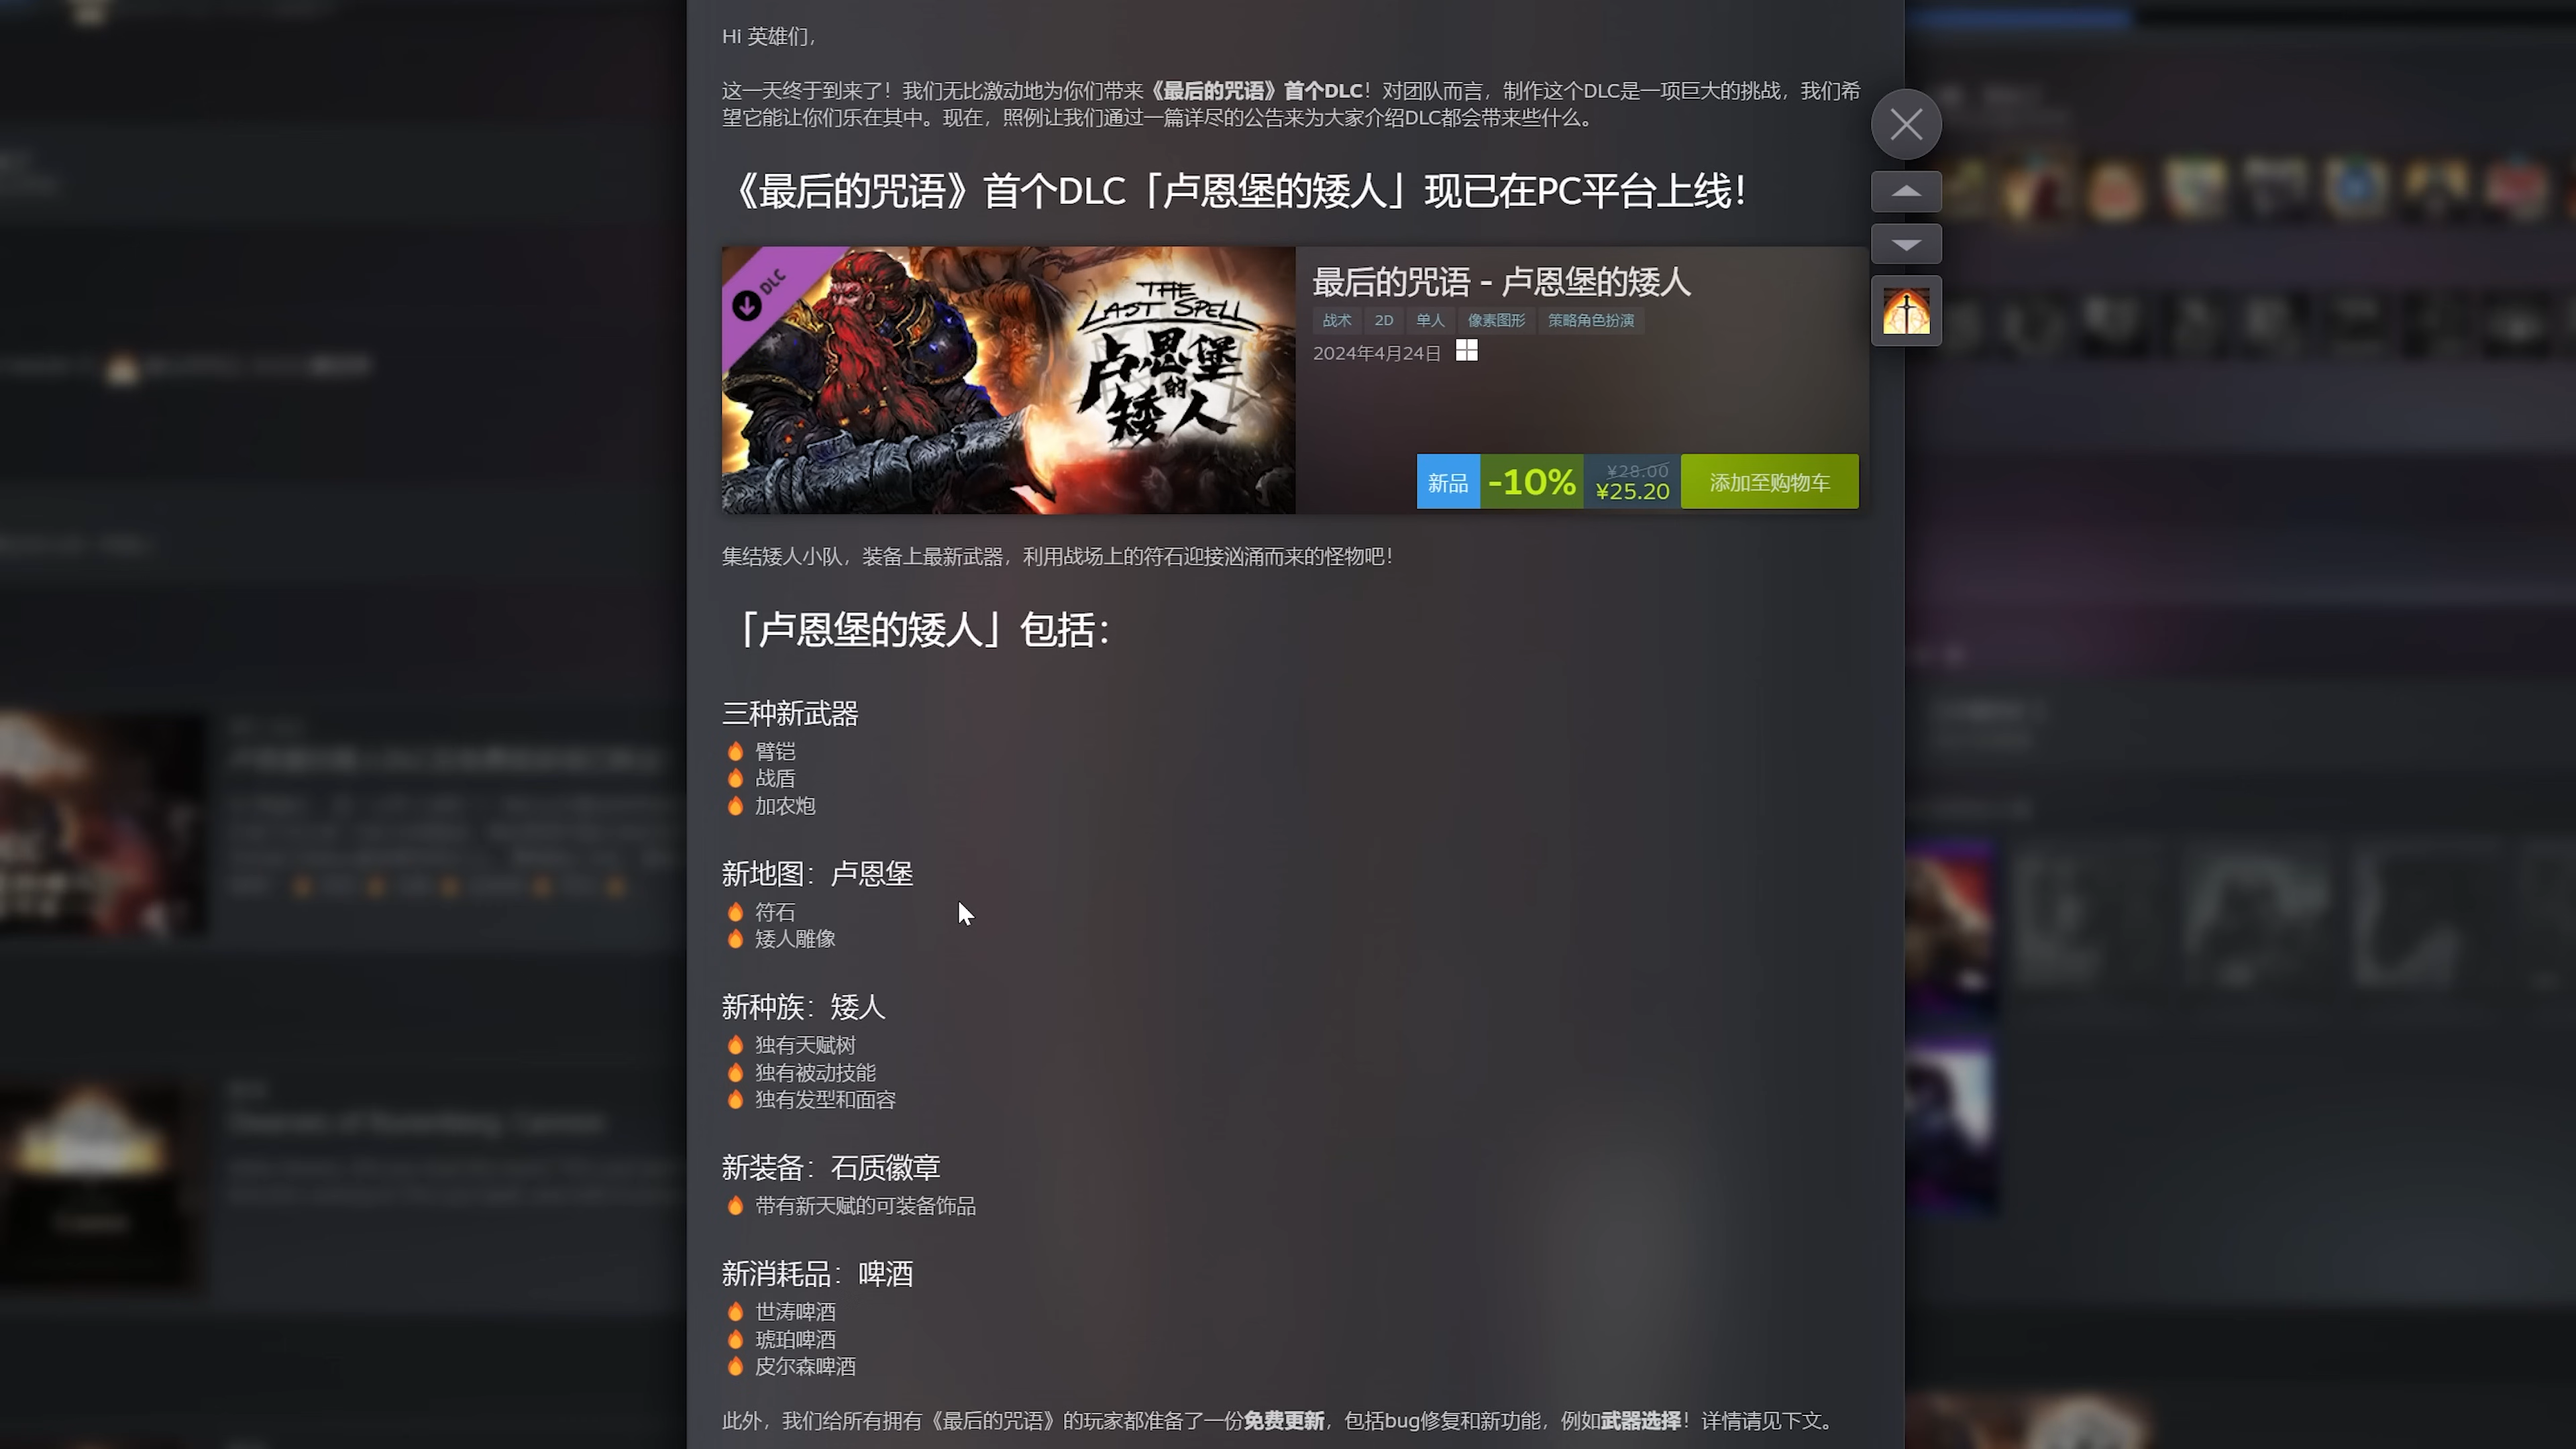 Hi 英雄们，
这一天终于到来了！我们无比激动地为你们带来《最后的咒语》首个DLC！对团队而言，制作这个DLC是一项巨大的挑战，我们希
望它能让你们乐在其中。现在，照例让我们通过一篇详尽的公告来为大家介绍DLC都会带来些什么。
《最后的咒语》首个DLC「卢恩堡的矮人」现已在PC平台上线！
DLC
THE
LAST SPELL
卢恩堡
的
矮人
最后的咒语 - 卢恩堡的矮人
战术 2D 单人 像素图形 策略角色扮演
2024年4月24日
新品 -10% ¥28.00 ¥25.20 添加至购物车
集结矮人小队，装备上最新武器，利用战场上的符石迎接汹涌而来的怪物吧！
「卢恩堡的矮人」包括：
三种新武器
臂铠
战盾
加农炮
新地图：卢恩堡
符石
矮人雕像
新种族：矮人
独有天赋树
独有被动技能
独有发型和面容
新装备：石质徽章
带有新天赋的可装备饰品
新消耗品：啤酒
世涛啤酒
琥珀啤酒
皮尔森啤酒
此外，我们给所有拥有《最后的咒语》的玩家都准备了一份免费更新，包括bug修复和新功能，例如武器选择！详情请见下文。